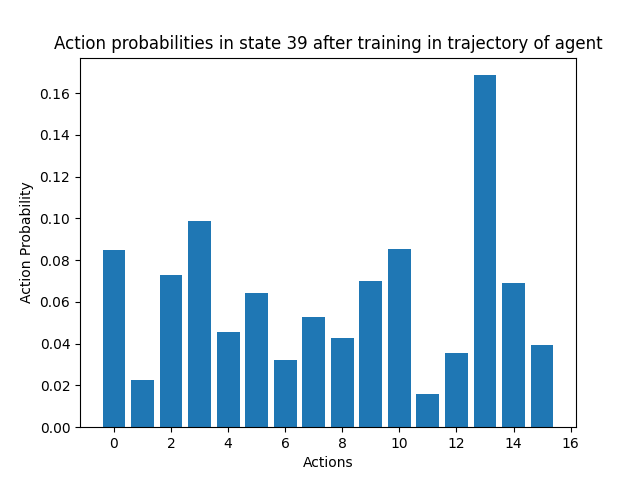 Action probabilities in state 39 after training in trajectory of agent
Action Probability
0.16
0.14
0.12
0.10
0.08
0.06
0.04
0.02
0.00
0 2 4 6 8 10 12 14 16
Actions